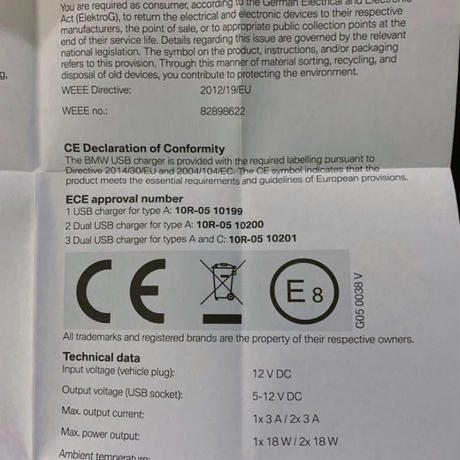 You are required as consumer, according to the German Electrical and Electronic
Act (ElektroG), to return the electrical and electronic devices to their respective
manufacturers, the point of sale, or to appropriate public collection points at the
end of their service life. Details regarding this issue are governed by the relevant
national legislation. The symbol on the product, instructions, and/or packaging
refers to this provision. Through this manner of material sorting, recycling, and
disposal of old devices, you contribute to protecting the environment.
g,
WEEE Directive: 2012/19/EU
WEEE no.: 82898622
CE Declaration of Conformity
The BMW USB charger is provided with the required labelling pursuant to
Directive 2014/30/EU and 2004/104/EC. The CE symbol indicates that the
product meets the essential requirements and guidelines of European provisions.
ECE approval number
1 USB charger for type A: 10R-05 10199
2 Dual USB charger for type A: 10R-05 10200
3 Dual USB charger for types A and C: 10R-05 10201
CE
E 8
G05 003B V
All trademarks and registered brands are the property of their respective owners.
Technical data
Input voltage (vehicle plug): 12 V DC
Output voltage (USB socket): 5-12 V DC
Max. output current: 1x 3 A / 2x 3 A
Max. power output: 1x 18 W / 2x 18 W
Ambient temperature: